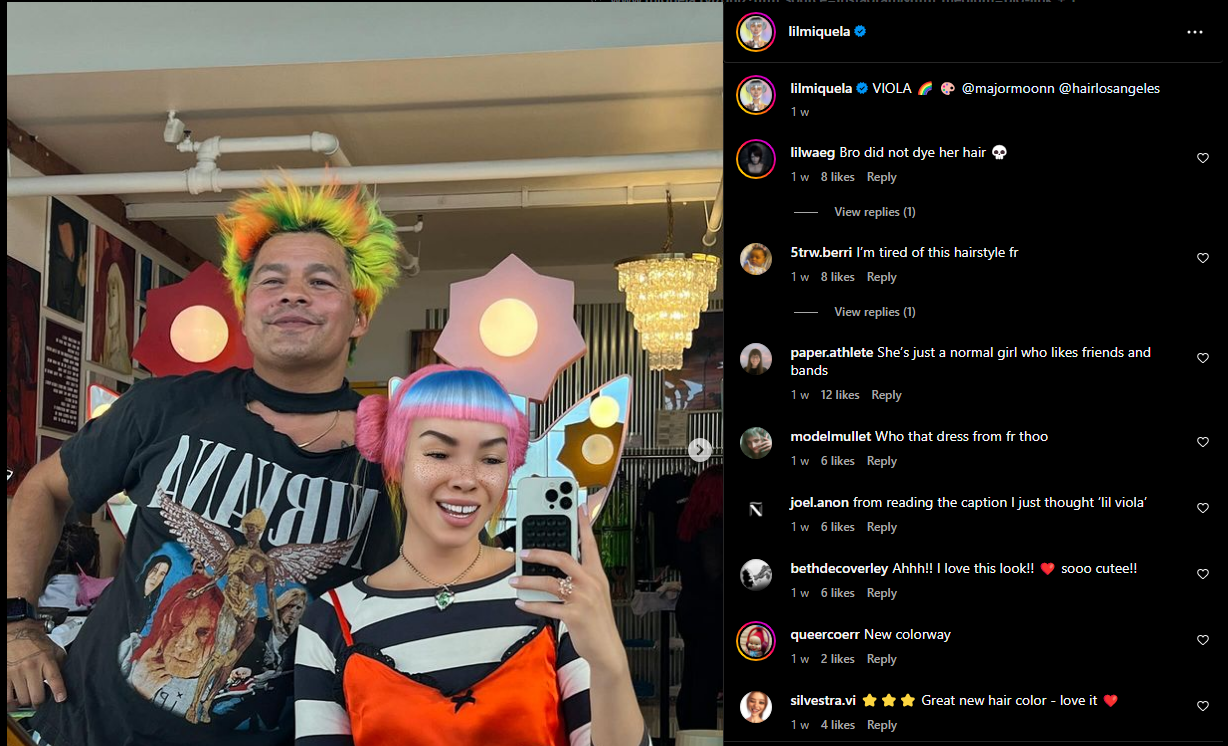 lilmiquela
lilmiquela VIOLA 🌈 🎨 @majormoonn @hairlosangeles
1 w
lilwaeg Bro did not dye her hair 💀
1 w 8 likes Reply
View replies (1)
5trw.berri I’m tired of this hairstyle fr
1 w 8 likes Reply
View replies (1)
paper.athlete She’s just a normal girl who likes friends and
bands
1 w 12 likes Reply
modelmullet Who that dress from fr thoo
1 w 6 likes Reply
joel.anon from reading the caption I just thought ‘lil viola’
1 w 6 likes Reply
bethdecoverley Ahhh!! I love this look!! ❤️ sooo cutee!!
1 w 6 likes Reply
queercoerr New colorway
1 w 2 likes Reply
silvestra.vi ⭐⭐⭐ Great new hair color - love it ❤️
1 w 4 likes Reply
NIRVANA